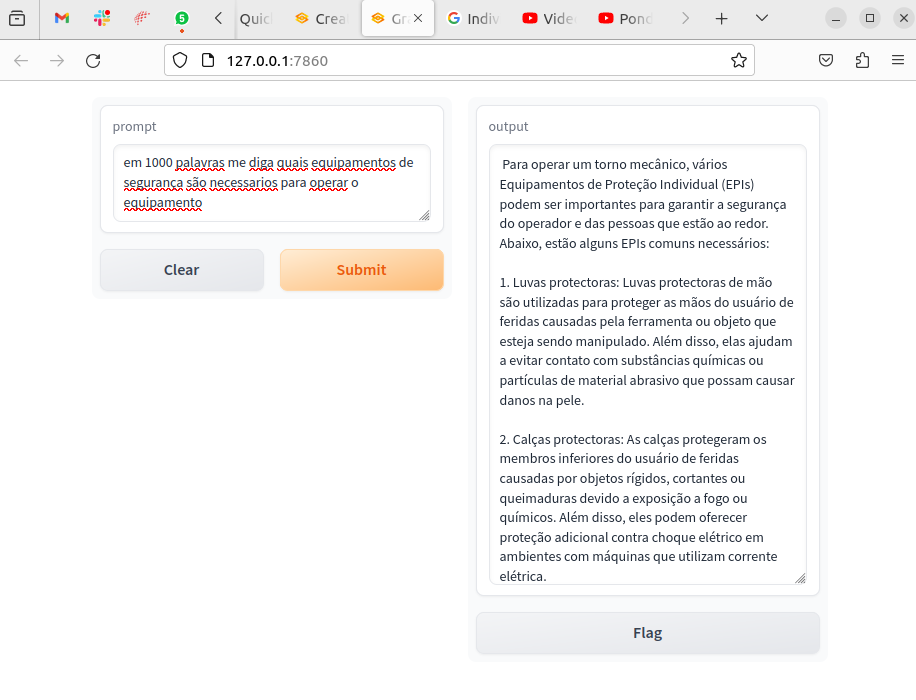 5
Quic
Crea
Gr
Indiv
Vide
Pond
127.0.0.1:7860
prompt
em 1000 palavras me diga quais equipamentos de
segurança são necessarios para operar o
equipamento
Clear
Submit
output
Para operar um torno mecânico, vários
Equipamentos de Proteção Individual (EPIs)
podem ser importantes para garantir a segurança
do operador e das pessoas que estão ao redor.
Abaixo, estão alguns EPIs comuns necessários:
1. Luvas protectoras: Luvas protectoras de mão
são utilizadas para proteger as mãos do usuário de
feridas causadas pela ferramenta ou objeto que
esteja sendo manipulado. Além disso, elas ajudam
a evitar contato com substâncias químicas ou
partículas de material abrasivo que possam causar
danos na pele.
2. Calças protectoras: As calças protegeram os
membros inferiores do usuário de feridas
causadas por objetos rígidos, cortantes ou
queimaduras devido a exposição a fogo ou
químicos. Além disso, eles podem oferecer
proteção adicional contra choque elétrico em
ambientes com máquinas que utilizam corrente
elétrica.
Flag